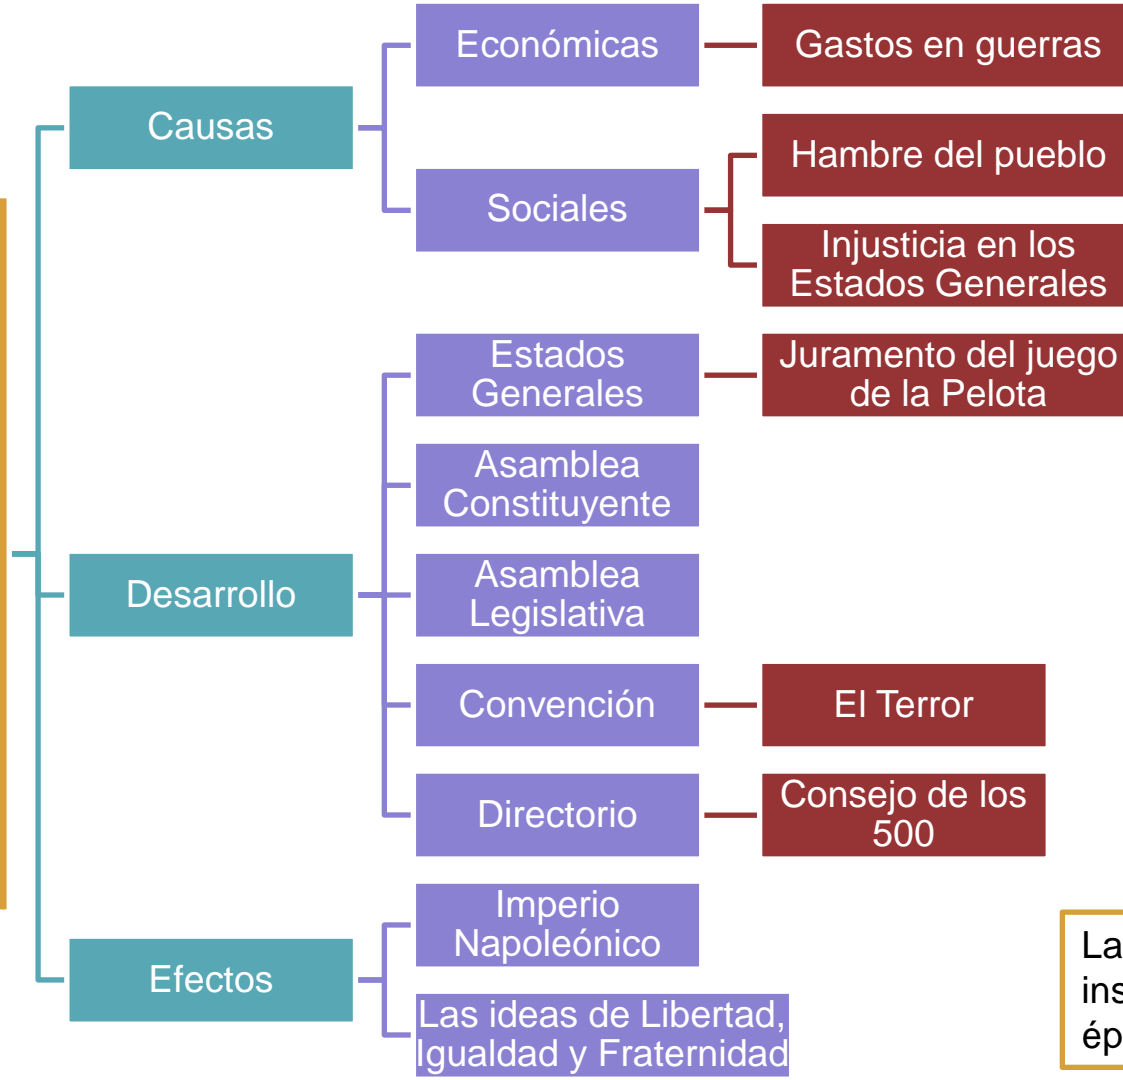 Causas
Económicas
Gastos en guerras
Sociales
Hambre del pueblo
Injusticia en los
Estados Generales
Desarrollo
Estados
Generales
Juramento del juego
de la Pelota
Asamblea
Constituyente
Asamblea
Legislativa
Convención
El Terror
Directorio
Consejo de los
500
Efectos
Imperio
Napoleónico
Las ideas de Libertad,
Igualdad y Fraternidad
La